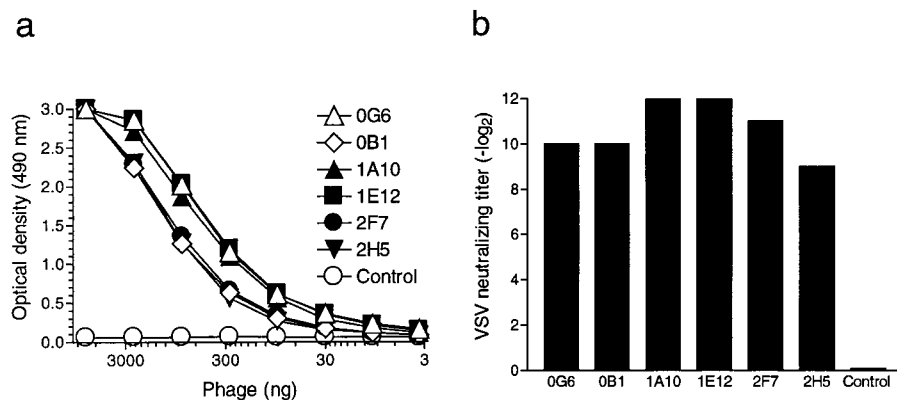 a
Optical density (490 nm)
3.0
2.5
2.0
1.5
1.0
0.5
0.0
3000
300
30
3
Phage (ng)
0G6
0B1
1A10
1E12
2F7
2H5
Control
b
VSV neutralizing titer (-log2)
12
10
8
6
4
2
0
0G6
0B1
1A10
1E12
2F7
2H5
Control